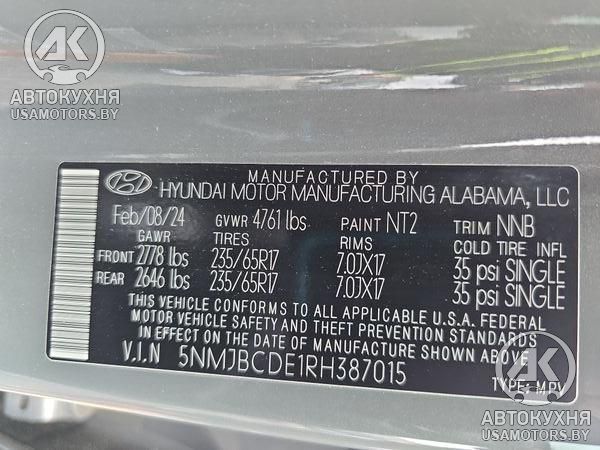 AK
АВТОКУХНЯ
USAMOTORS.BY
AK
АВТОКУХНЯ
USAMOTORS.BY
MANUFACTURED BY
HYUNDAI MOTOR MANUFACTURING ALABAMA, LLC
Feb/08/24 GVWR 4761 lbs PAINT NT2 TRIM NNB
GAWR TIRES RIMS COLD TIRE INFL
FRONT 2778 lbs 235/65R17 7.0JX17 35 psi SINGLE
REAR 2646 lbs 235/65R17 7.0JX17 35 psi SINGLE
THIS VEHICLE CONFORMS TO ALL APPLICABLE U.S.A. FEDERAL
MOTOR VEHICLE SAFETY AND THEFT PREVENTION STANDARDS
IN EFFECT ON THE DATE OF MANUFACTURE SHOWN ABOVE.
V.I.N 5NMJBCDE1RH387015
TYPE: MPV
AK
АВТОКУХНЯ
USAMOTORS.BY